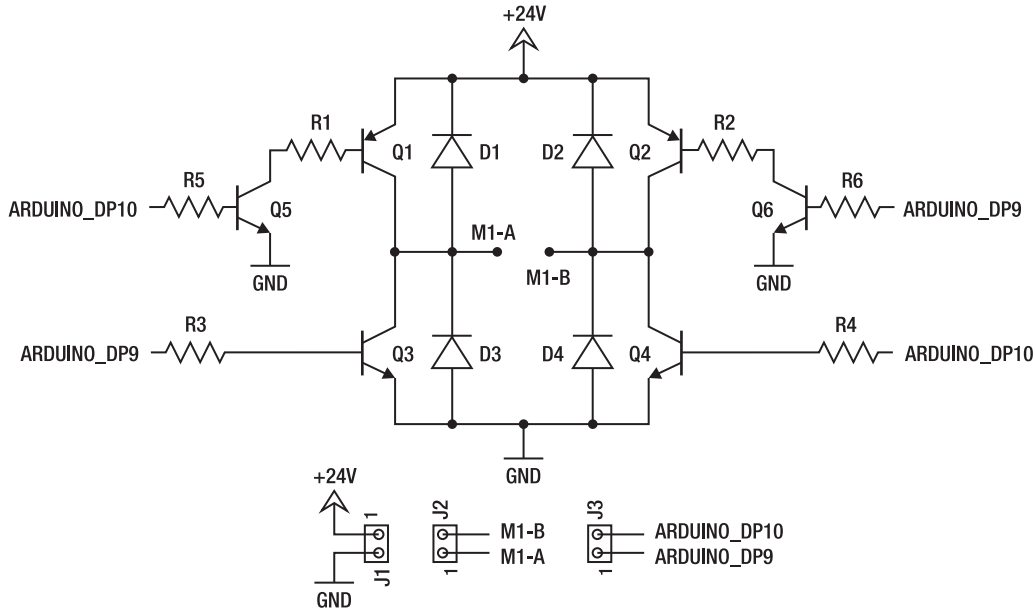 +24V
R1
Q1
D1
D2
Q2
R2
R5
R6
ARDUINO_DP10
Q5
Q6
ARDUINO_DP9
M1-A
M1-B
GND
GND
R3
R4
ARDUINO_DP9
Q3
D3
D4
Q4
ARDUINO_DP10
GND
+24V
1
J1
GND
J2
1
M1-B
M1-A
J3
1
ARDUINO_DP10
ARDUINO_DP9